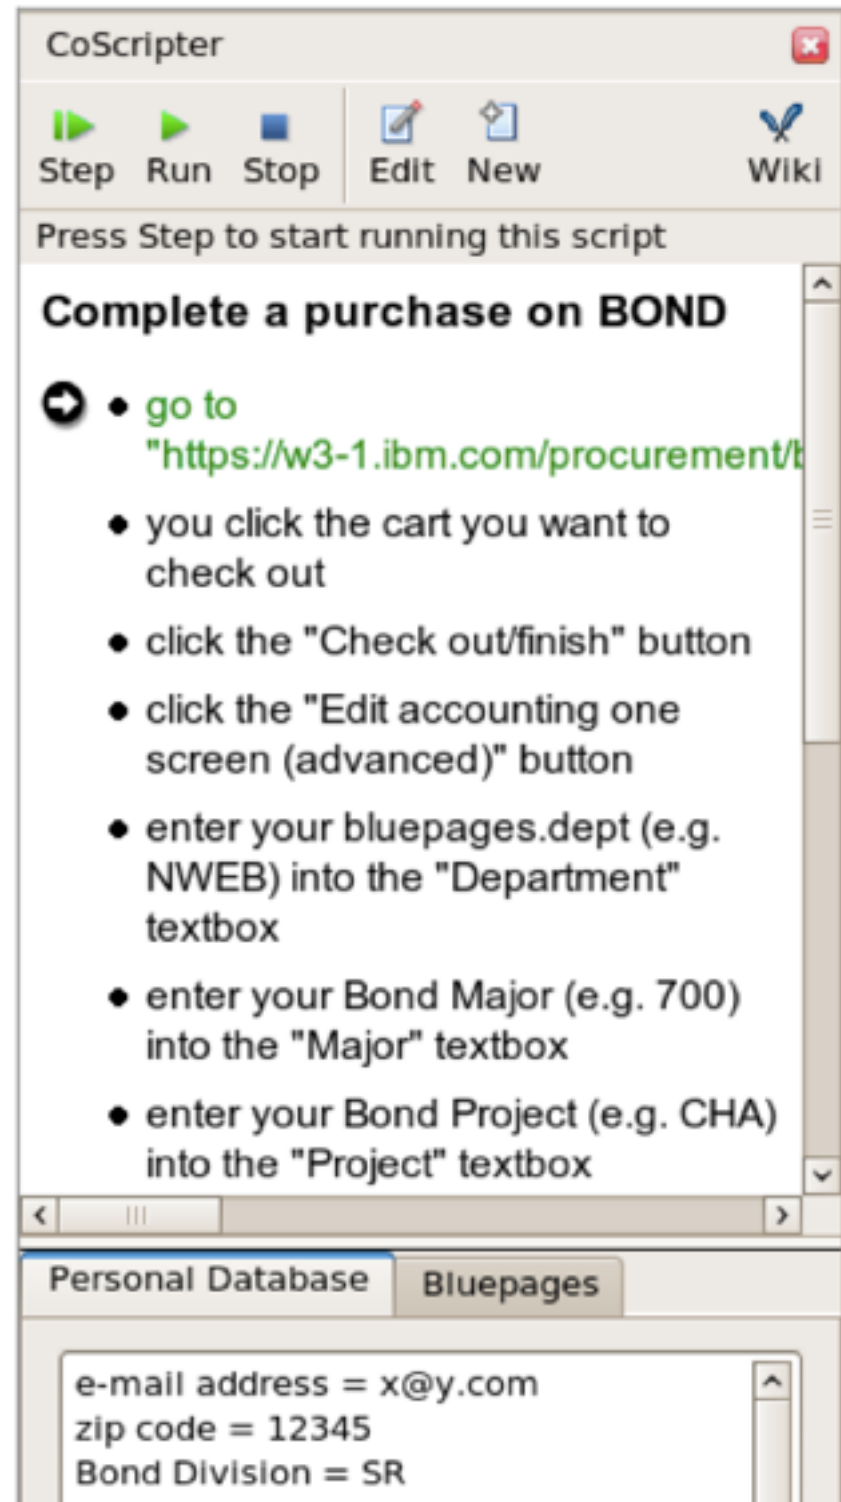 CoScripter
Step Run Stop Edit New Wiki
Press Step to start running this script
Complete a purchase on BOND
• go to
"https://w3-1.ibm.com/procurement/b
• you click the cart you want to
check out
• click the "Check out/finish" button
• click the "Edit accounting one
screen (advanced)" button
• enter your bluepages.dept (e.g.
NWEB) into the "Department"
textbox
• enter your Bond Major (e.g. 700)
into the "Major" textbox
• enter your Bond Project (e.g. CHA)
into the "Project" textbox
Personal Database Bluepages
e-mail address = x@y.com
zip code = 12345
Bond Division = SR